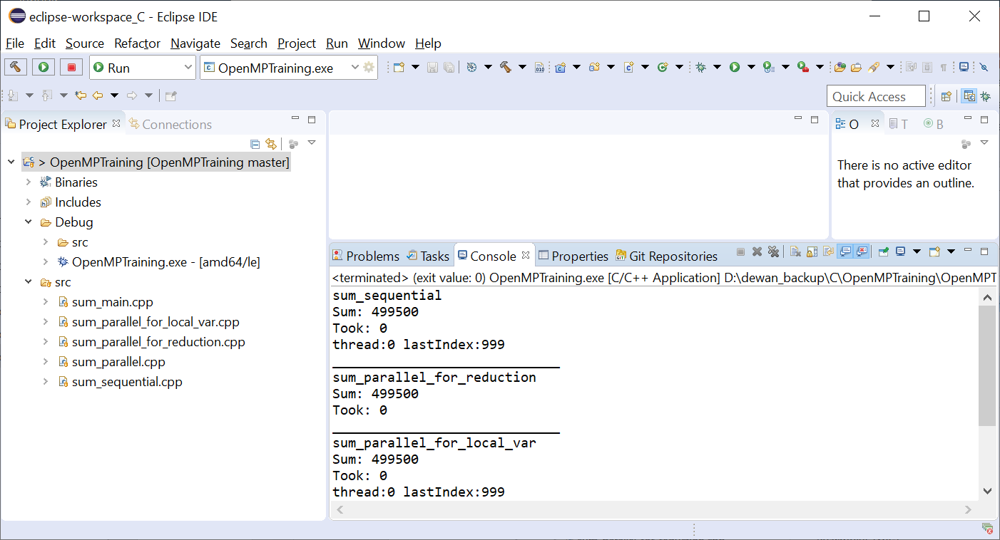 eclipse-workspace_C - Eclipse IDE
File Edit Source Refactor Navigate Search Project Run Window Help
Run OpenMPTraining.exe 010
Quick Access
Project Explorer Connections
O T B
> OpenMPTraining [OpenMPTraining master]
Binaries
Includes
Debug
src
OpenMPTraining.exe - [amd64/le]
src
sum_main.cpp
sum_parallel_for_local_var.cpp
sum_parallel_for_reduction.cpp
sum_parallel.cpp
sum_sequential.cpp
There is no active editor
that provides an outline.
Problems Tasks Console Properties Git Repositories
<terminated> (exit value: 0) OpenMPTraining.exe [C/C++ Application] D:\dewan_backup\C\OpenMPTraining\OpenMPT
sum_sequential
Sum: 499500
Took: 0
thread:0 lastIndex:999
_____________________________
sum_parallel_for_reduction
Sum: 499500
Took: 0
_____________________________
sum_parallel_for_local_var
Sum: 499500
Took: 0
thread:0 lastIndex:999